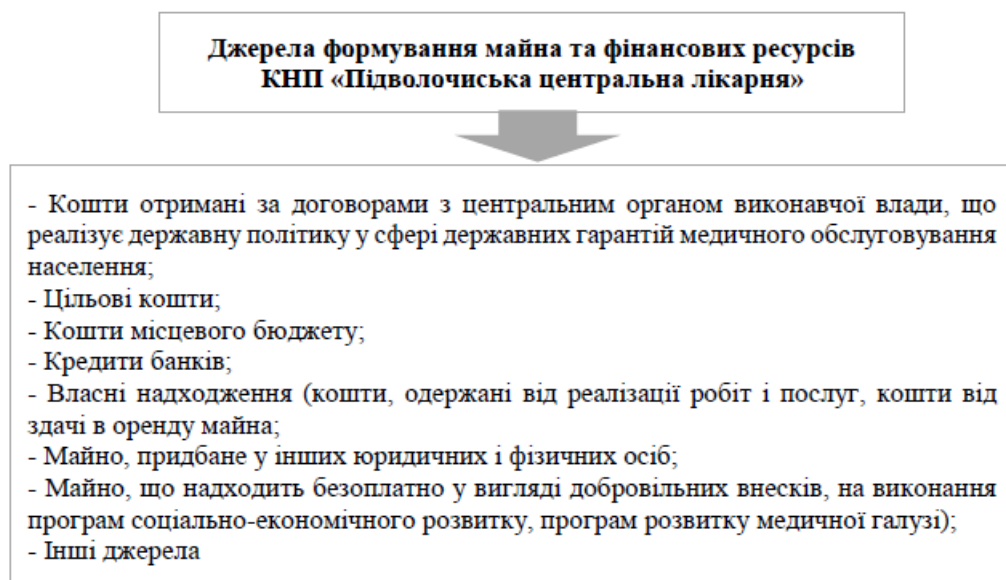 Джерела формування майна та фінансових ресурсів
КНП «Підволочиська центральна лікарня»
- Кошти отримані за договорами з центральним органом виконавчої влади, що
реалізує державну політику у сфері державних гарантій медичного обслуговування
населення;
- Цільові кошти;
- Кошти місцевого бюджету;
- Кредити банків;
- Власні надходження (кошти, одержані від реалізації робіт і послуг, кошти від
здачі в оренду майна;
- Майно, придбане у інших юридичних і фізичних осіб;
- Майно, що надходить безоплатно у вигляді добровільних внесків, на виконання
програм соціально-економічного розвитку, програм розвитку медичної галузі);
- Інші джерела